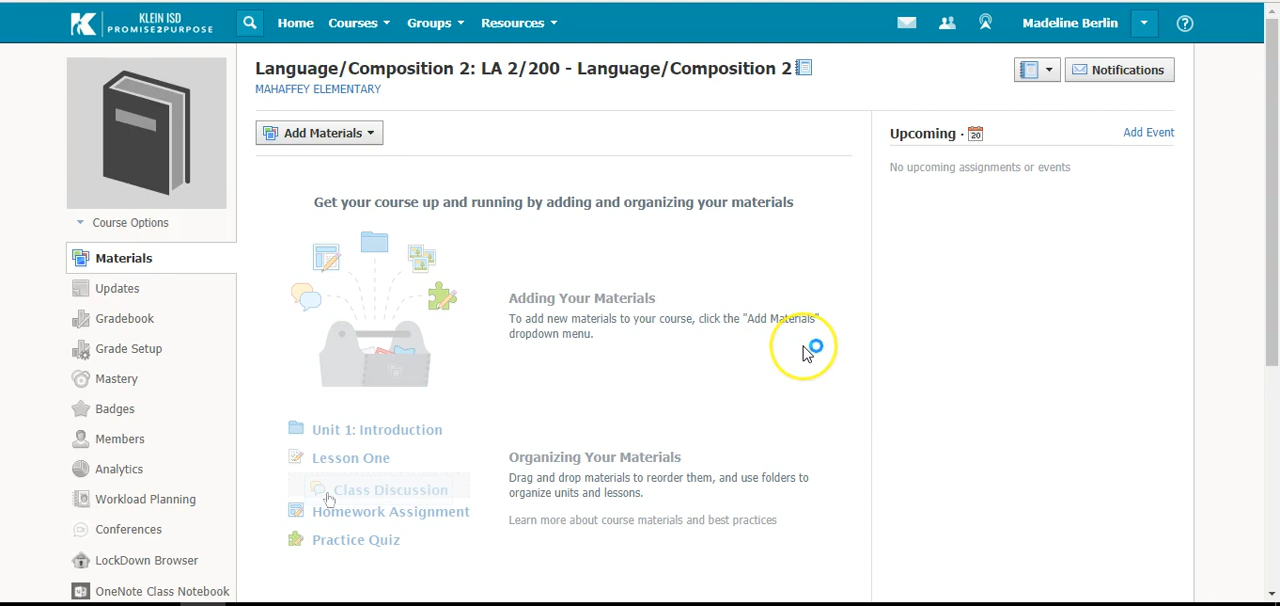 KLEIN ISD
PROMISE2PURPOSE
Home
Courses
Groups
Resources
Madeline Berlin
Language/Composition 2: LA 2/200 - Language/Composition 2
MAHAFFEY ELEMENTARY
Notifications
Add Materials
Upcoming · 20
Add Event
No upcoming assignments or events
Course Options
Materials
Updates
Gradebook
Grade Setup
Mastery
Badges
Members
Analytics
Workload Planning
Conferences
LockDown Browser
OneNote Class Notebook
Get your course up and running by adding and organizing your materials
Adding Your Materials
To add new materials to your course, click the "Add Materials"
dropdown menu.
Unit 1: Introduction
Lesson One
Class Discussion
Homework Assignment
Practice Quiz
Organizing Your Materials
Drag and drop materials to reorder them, and use folders to
organize units and lessons.
Learn more about course materials and best practices